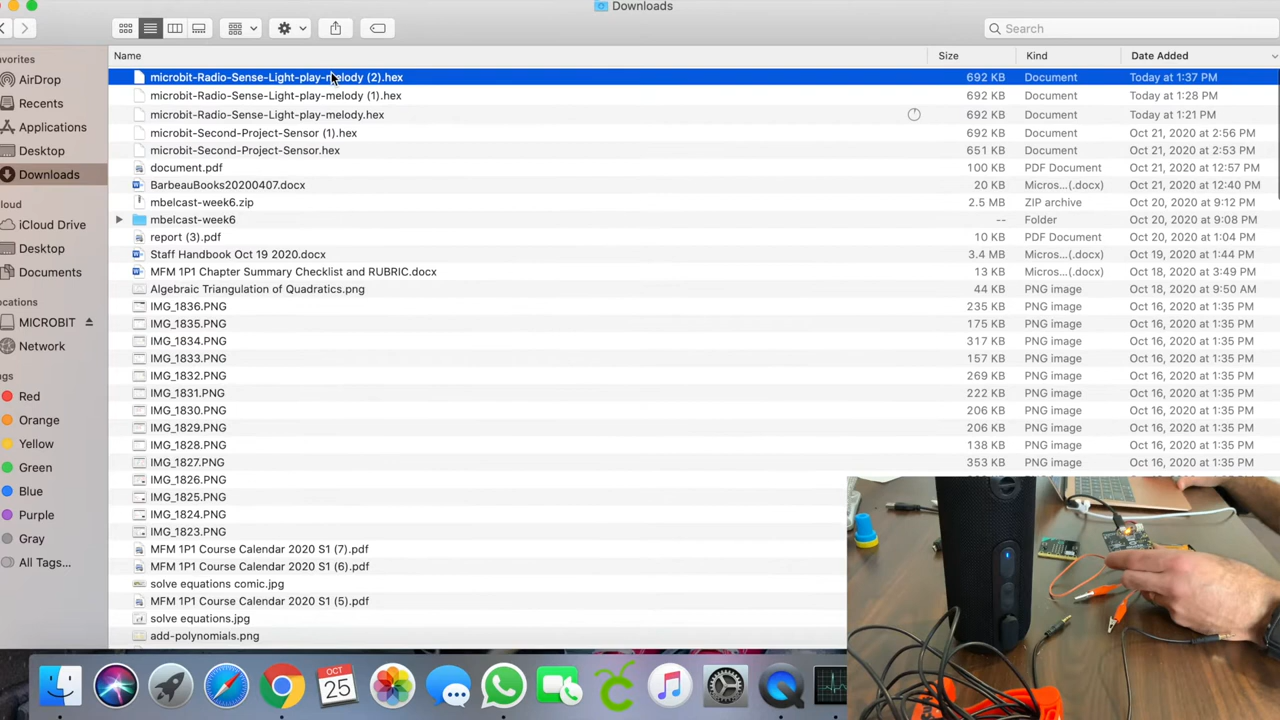 Downloads
Search
avorites
AirDrop
Recents
Applications
Desktop
Downloads
loud
iCloud Drive
Desktop
Documents
ocations
MICROBIT
Network
ags
Red
Orange
Yellow
Green
Blue
Purple
Gray
All Tags...
Name Size Kind Date Added
microbit-Radio-Sense-Light-play-melody (2).hex 692 KB Document Today at 1:37 PM
microbit-Radio-Sense-Light-play-melody (1).hex 692 KB Document Today at 1:28 PM
microbit-Radio-Sense-Light-play-melody.hex 692 KB Document Today at 1:21 PM
microbit-Second-Project-Sensor (1).hex 692 KB Document Oct 21, 2020 at 2:56 PM
microbit-Second-Project-Sensor.hex 651 KB Document Oct 21, 2020 at 2:53 PM
document.pdf 100 KB PDF Document Oct 21, 2020 at 12:57 PM
BarbeauBooks20200407.docx 20 KB Micros...(.docx) Oct 21, 2020 at 12:40 PM
mbelcast-week6.zip 2.5 MB ZIP archive Oct 20, 2020 at 9:12 PM
mbelcast-week6 -- Folder Oct 20, 2020 at 9:08 PM
report (3).pdf 10 KB PDF Document Oct 20, 2020 at 1:04 PM
Staff Handbook Oct 19 2020.docx 3.4 MB Micros...(.docx) Oct 19, 2020 at 1:44 PM
MFM 1P1 Chapter Summary Checklist and RUBRIC.docx 13 KB Micros...(.docx) Oct 18, 2020 at 3:49 PM
Algebraic Triangulation of Quadratics.png 44 KB PNG image Oct 18, 2020 at 9:50 AM
IMG_1836.PNG 235 KB PNG image Oct 16, 2020 at 1:35 PM
IMG_1835.PNG 175 KB PNG image Oct 16, 2020 at 1:35 PM
IMG_1834.PNG 317 KB PNG image Oct 16, 2020 at 1:35 PM
IMG_1833.PNG 157 KB PNG image Oct 16, 2020 at 1:35 PM
IMG_1832.PNG 269 KB PNG image Oct 16, 2020 at 1:35 PM
IMG_1831.PNG 222 KB PNG image Oct 16, 2020 at 1:35 PM
IMG_1830.PNG 206 KB PNG image Oct 16, 2020 at 1:35 PM
IMG_1829.PNG 206 KB PNG image Oct 16, 2020 at 1:35 PM
IMG_1828.PNG 138 KB PNG image Oct 16, 2020 at 1:35 PM
IMG_1827.PNG 353 KB PNG image Oct 16, 2020 at 1:35 PM
IMG_1826.PNG
IMG_1825.PNG
IMG_1824.PNG
IMG_1823.PNG
MFM 1P1 Course Calendar 2020 S1 (7).pdf
MFM 1P1 Course Calendar 2020 S1 (6).pdf
solve equations comic.jpg
MFM 1P1 Course Calendar 2020 S1 (5).pdf
solve equations.jpg
add-polynomials.png
OCT
25